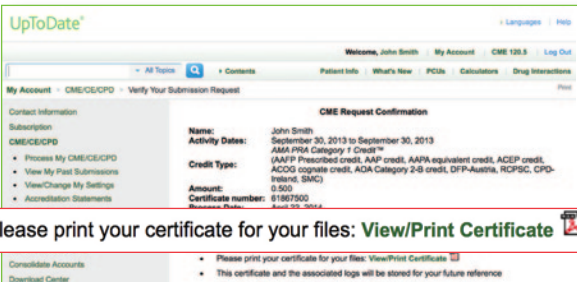 UpToDate®
Languages Help
Welcome, John Smith My Account CME 120.5 Log Out
All Topics Contents Patient Info What's New PCUs Calculators Drug Interactions
My Account CME/CE/CPD Verify Your Submission Request Print
Contact Information CME Request Confirmation
Subscription
CME/CE/CPD
Process My CME/CE/CPD
View My Past Submissions
View/Change My Settings
Accreditation Statements
Name: John Smith
Activity Dates: September 30, 2013 to September 30, 2013
AMA PRA Category 1 Credit™
Credit Type: (AAFP Prescribed credit, AAP credit, AAPA equivalent credit, ACEP credit,
ACOG cognate credit, AOA Category 2-B credit, DFP-Austria, RCPSC, CPD-
Ireland, SMC)
Amount: 0.500
Certificate number: 61867500
Process Date: April 22, 2014
lease print your certificate for your files: View/Print Certificate
Consolidate Accounts
Download Center
Please print your certificate for your files: View/Print Certificate
This certificate and the associated logs will be stored for your future reference